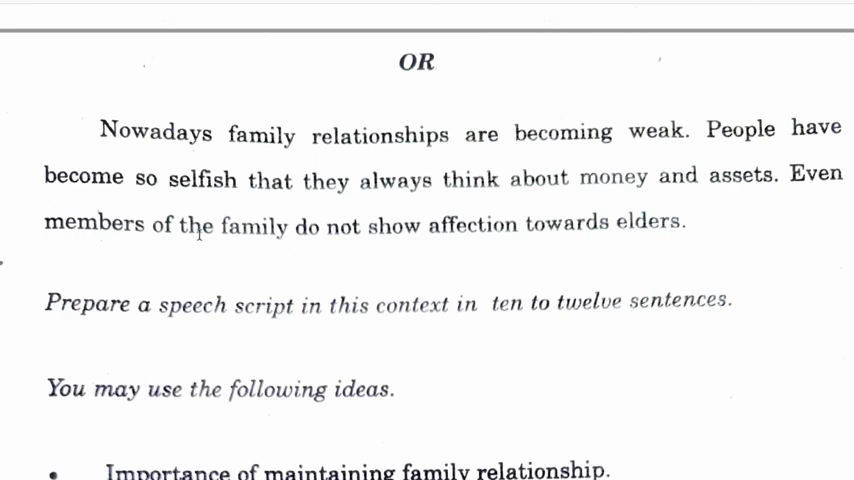 OR
Nowadays family relationships are becoming weak. People have
become so selfish that they always think about money and assets. Even
members of the family do not show affection towards elders.
Prepare a speech script in this context in ten to twelve sentences.
You may use the following ideas.
• Importance of maintaining family relationship.